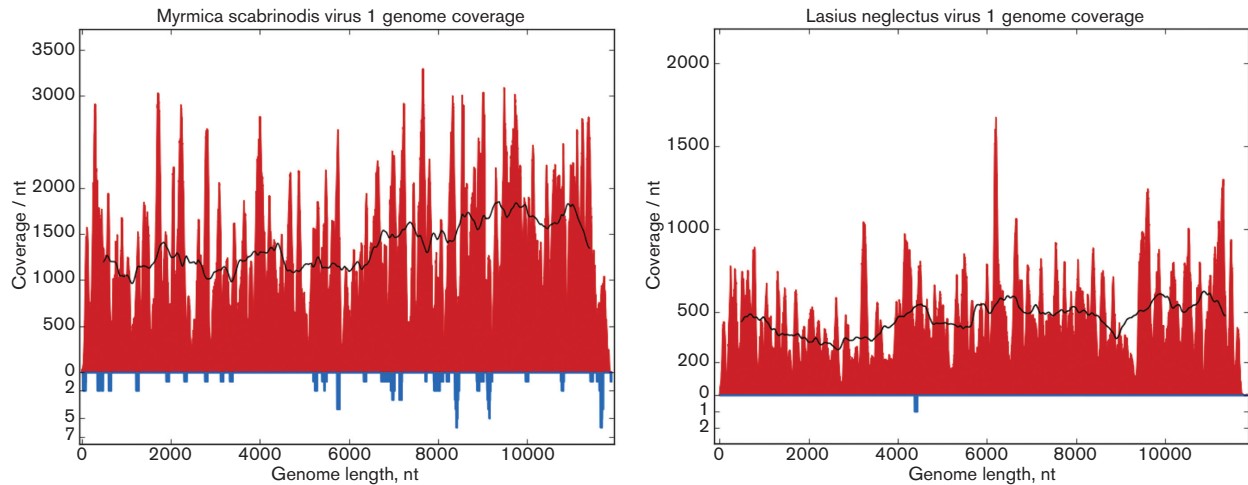 Myrmica scabrinodis virus 1 genome coverage
3500
3000
2500
2000
1500
1000
500
0
2
5
7
Coverage / nt
0 2000 4000 6000 8000 10000
Genome length, nt
Lasius neglectus virus 1 genome coverage
2000
1500
1000
500
200
0
1
2
Coverage / nt
0 2000 4000 6000 8000 10000
Genome length, nt